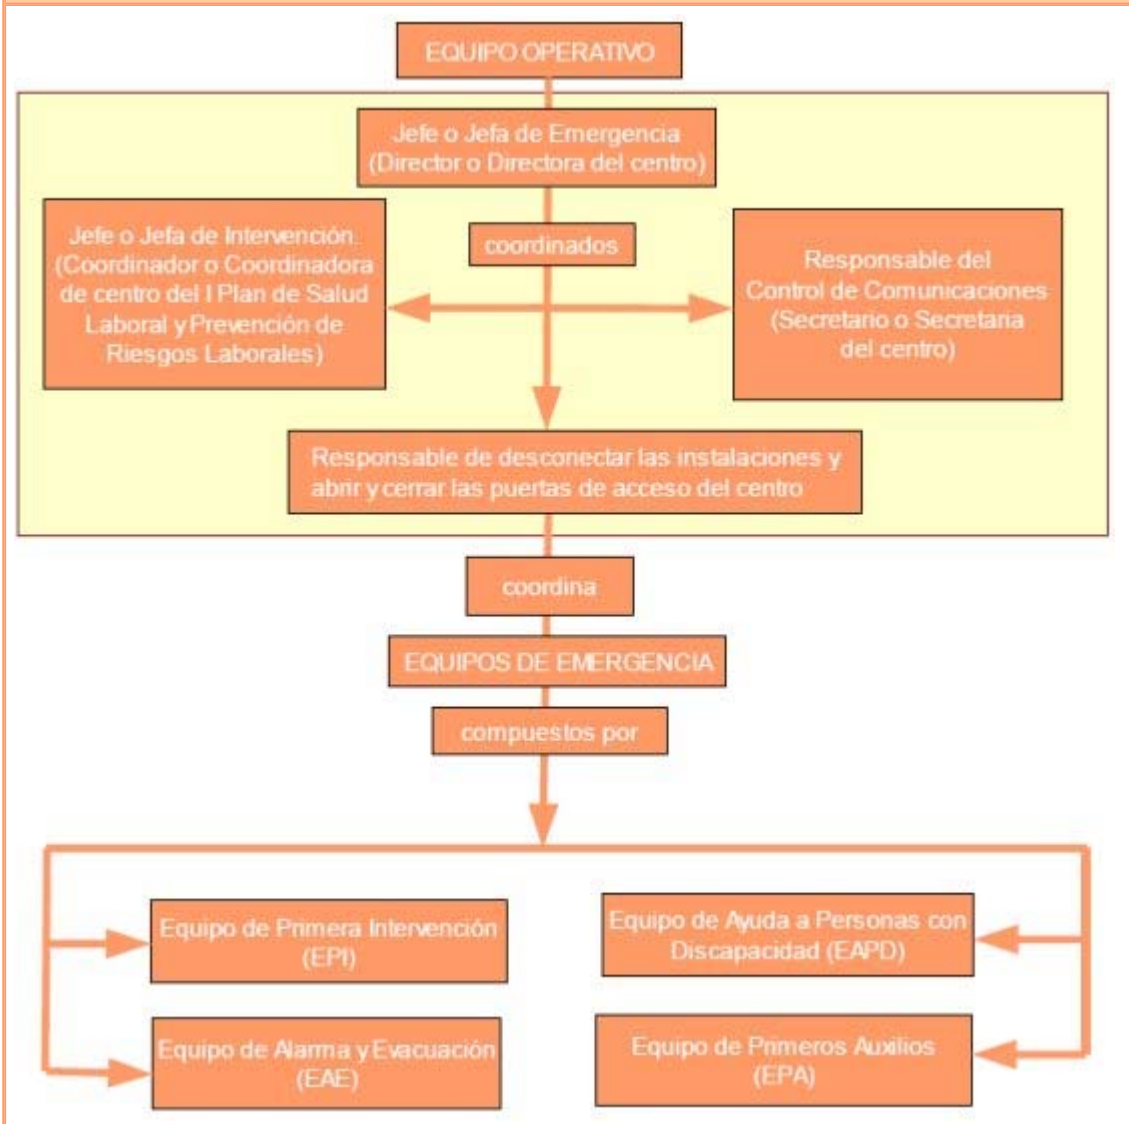 EQUIPO OPERATIVO
Jefe o Jefa de Emergencia
(Director o Directora del centro)
Jefe o Jefa de Intervención.
(Coordinador o Coordinadora
de centro del I Plan de Salud
Laboral y Prevención de
Riesgos Laborales)
coordinados
Responsable del
Control de Comunicaciones
(Secretario o Secretaria
del centro)
Responsable de desconectar las instalaciones y
abrir y cerrar las puertas de acceso del centro
coordina
EQUIPOS DE EMERGENCIA
compuestos por
Equipo de Primera Intervención
(EPI)
Equipo de Ayuda a Personas con
Discapacidad (EAPD)
Equipo de Alarma y Evacuación
(EAE)
Equipo de Primeros Auxilios
(EPA)